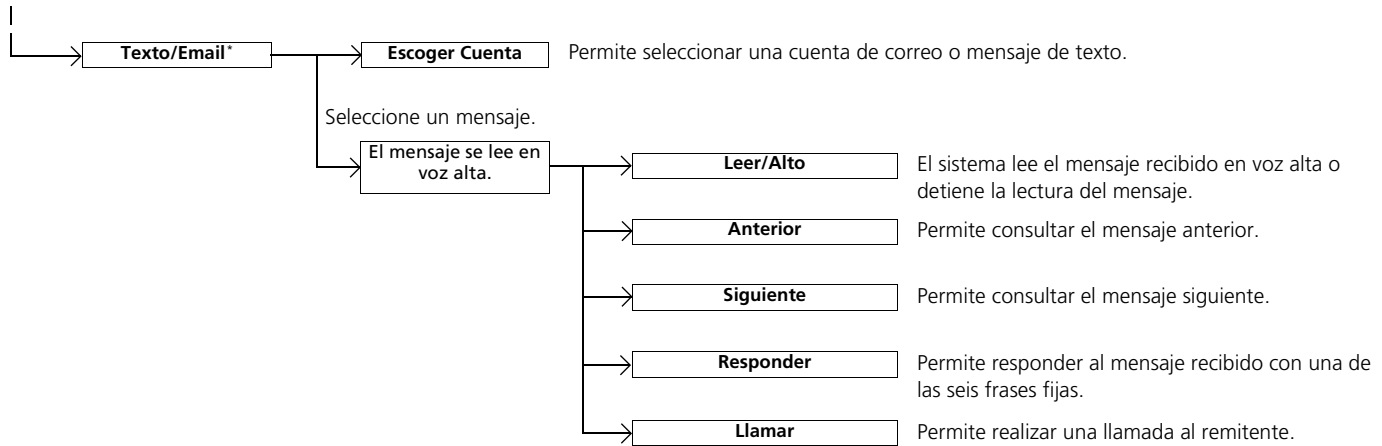 Texto/Email*
Escoger Cuenta
Permite seleccionar una cuenta de correo o mensaje de texto.
Seleccione un mensaje.
El mensaje se lee en
voz alta.
Leer/Alto
El sistema lee el mensaje recibido en voz alta o
detiene la lectura del mensaje.
Anterior
Permite consultar el mensaje anterior.
Siguiente
Permite consultar el mensaje siguiente.
Responder
Permite responder al mensaje recibido con una de
las seis frases fijas.
Llamar
Permite realizar una llamada al remitente.